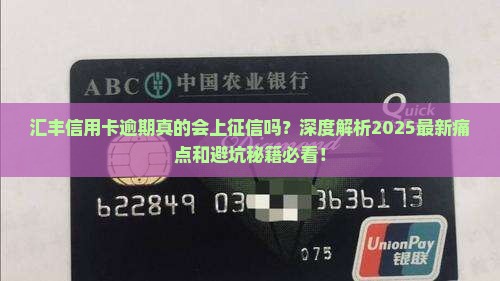 ABC 中国农业银行
Quick
汇丰信用卡逾期真的会上征信吗？深度解析2025最新痛
点和避坑秘籍必看！
622849 03 3636173
075
UnionPay
银联